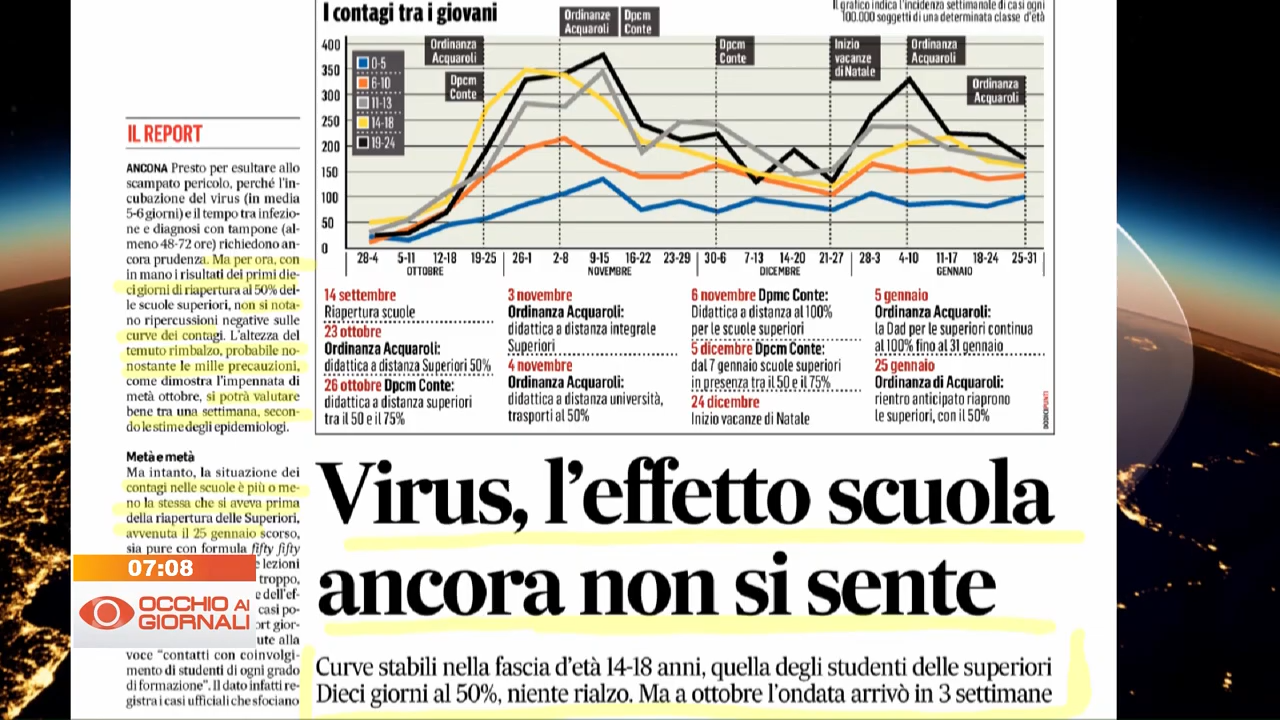 I contagi tra i giovani
Il grafico indica l'incidenza settimanale di casi ogni
100.000 soggetti di una determinata classe d'età
Ordinanza
Acquaroli
Dpcm
Conte
Ordinanze
Acquaroli
Dpcm
Conte
Dpcm
Conte
Inizio
vacanze
di Natale
Ordinanza
Acquaroli
Ordinanza
Acquaroli
400
350
300
250
200
150
100
50
0
0-5
6-10
11-13
14-18
19-24
28-4 5-11 12-18 19-25 26-1 2-8 9-15 16-22 23-29 30-6 7-13 14-20 21-27 28-3 4-10 11-17 18-24 25-31
OTTOBRE NOVEMBRE DICEMBRE GENNAIO
14 settembre
Riapertura scuole
23 ottobre
Ordinanza Acquaroli:
didattica a distanza Superiori 50%
26 ottobre Dpcm Conte:
didattica a distanza superiori
tra il 50 e il 75%
3 novembre
Ordinanza Acquaroli:
didattica a distanza integrale
Superiori
4 novembre
Ordinanza Acquaroli:
didattica a distanza università,
trasporti al 50%
6 novembre Dpmc Conte:
Didattica a distanza al 100%
per le scuole superiori
5 dicembre Dpcm Conte:
dal 7 gennaio scuole superiori
in presenza tra il 50 e il 75%
24 dicembre
Inizio vacanze di Natale
5 gennaio
Ordinanza Acquaroli:
la Dad per le superiori continua
al 100% fino al 31 gennaio
25 gennaio
Ordinanza di Acquaroli:
rientro anticipato riaprono
le superiori, con il 50%
IL REPORT
ANCONA Presto per esultare allo
scampato pericolo, perché l'in-
cubazione del virus (in media
5-6 giorni) e il tempo tra infezio-
ne e diagnosi con tampone (al-
meno 48-72 ore) richiedono an-
cora prudenza. Ma per ora, con
in mano i risultati dei primi die-
ci giorni di riapertura al 50% del-
le scuole superiori, non si nota-
no ripercussioni negative sulle
curve dei contagi. L'altezza del
temuto rimbalzo, probabile no-
nostante le mille precauzioni,
come dimostra l'impennata di
metà ottobre, si potrà valutare
bene tra una settimana, secon-
do le stime degli epidemiologi.
Metà e metà
Ma intanto, la situazione dei
contagi nelle scuole è più o me-
no la stessa che si aveva prima
della riapertura delle Superiori,
avvenuta il 25 gennaio scorso,
sia pure con formula fifty fifty
e lezioni
troppo,
e dell'ef-
casi po-
ort gior-
ute alla
voce “contatti con coinvolgi-
mento di studenti di ogni grado
di formazione”. Il dato infatti re-
gistra i casi ufficiali che sfociano
07:08
OCCHIO AI
GIORNALI
Virus, l'effetto scuola
ancora non si sente
Curve stabili nella fascia d'età 14-18 anni, quella degli studenti delle superiori
Dieci giorni al 50%, niente rialzo. Ma a ottobre l'ondata arrivò in 3 settimane